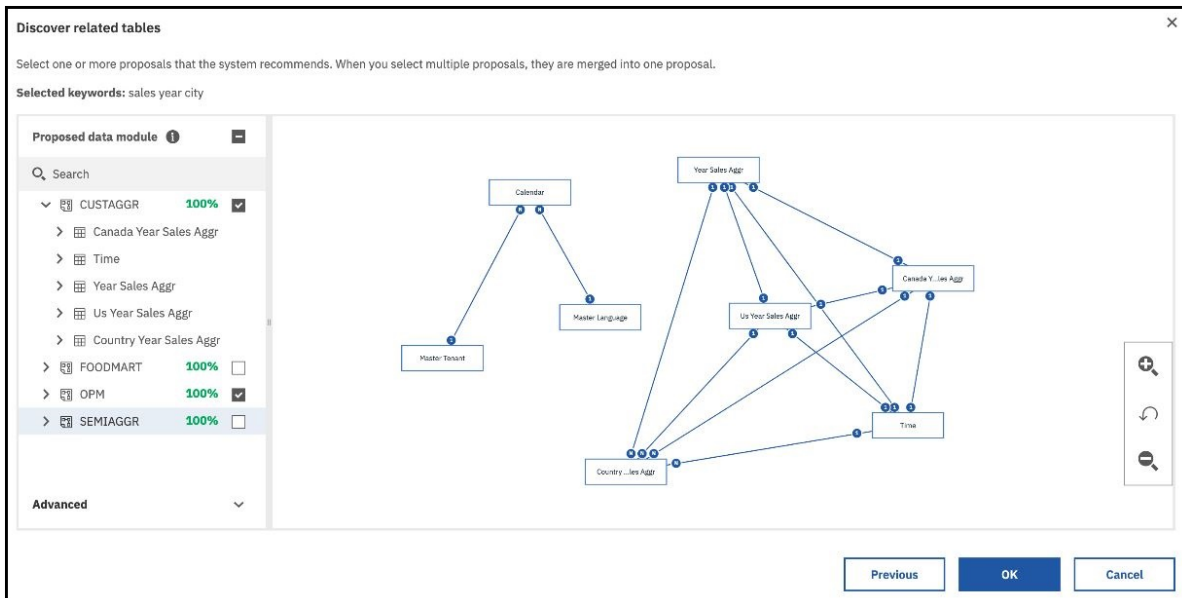 Discover related tables
Select one or more proposals that the system recommends. When you select multiple proposals, they are merged into one proposal.
Selected keywords: sales year city
Proposed data module
Search
CUSTAGGR 100%
Canada Year Sales Aggr
Time
Year Sales Aggr
Us Year Sales Aggr
Country Year Sales Aggr
FOODMART 100%
OPM 100%
SEMIAGGR 100%
Advanced
Year Sales Aggr
Calendar
Canada Y...les Aggr
Master Language
Us Year Sales Aggr
Master Tenant
Time
Country ...les Aggr
Previous
OK
Cancel